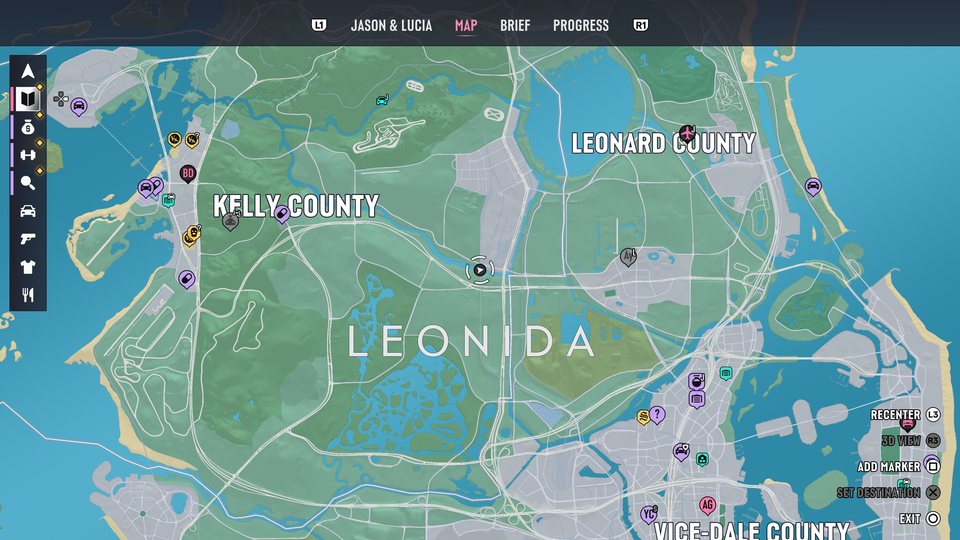 L1 JASON & LUCIA MAP BRIEF PROGRESS R1
LEONARD COUNTY
BD
KELLY COUNTY
AV
LEONIDA
?
RECENTER L3
3D VIEW R3
ADD MARKER
SET DESTINATION
AG
YC
EXIT
VICE-DALE COUNTY